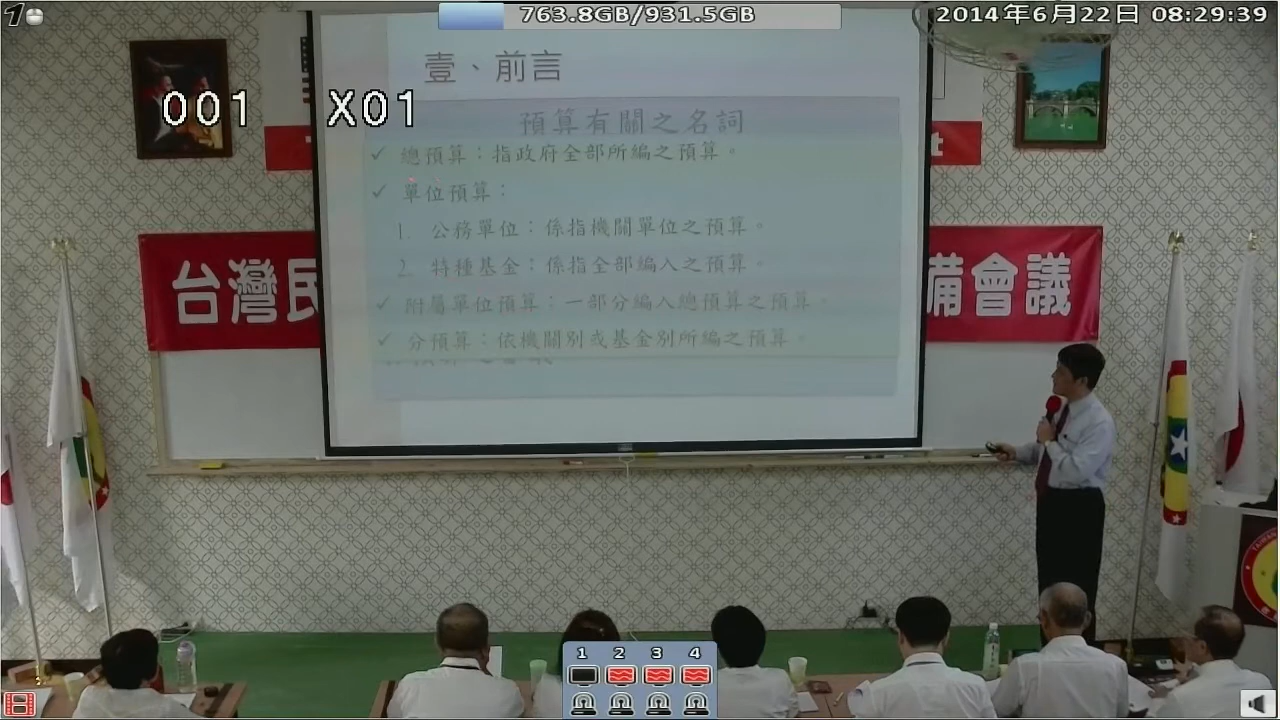 763.8GB/931.5GB
2014年6月22日 08:29:39
001 X01
壹、前言
預算有關之名詞
✓ 總預算：指政府全部所編之預算。
✓ 單位預算：
1. 公務單位：係指機關單位之預算。
2. 特種基金：係指全部編入之預算。
✓ 附屬單位預算：一部分編入總預算之預算。
✓ 分預算：依機關別或基金別所編之預算。
台灣民
備會議
1 2 3 4